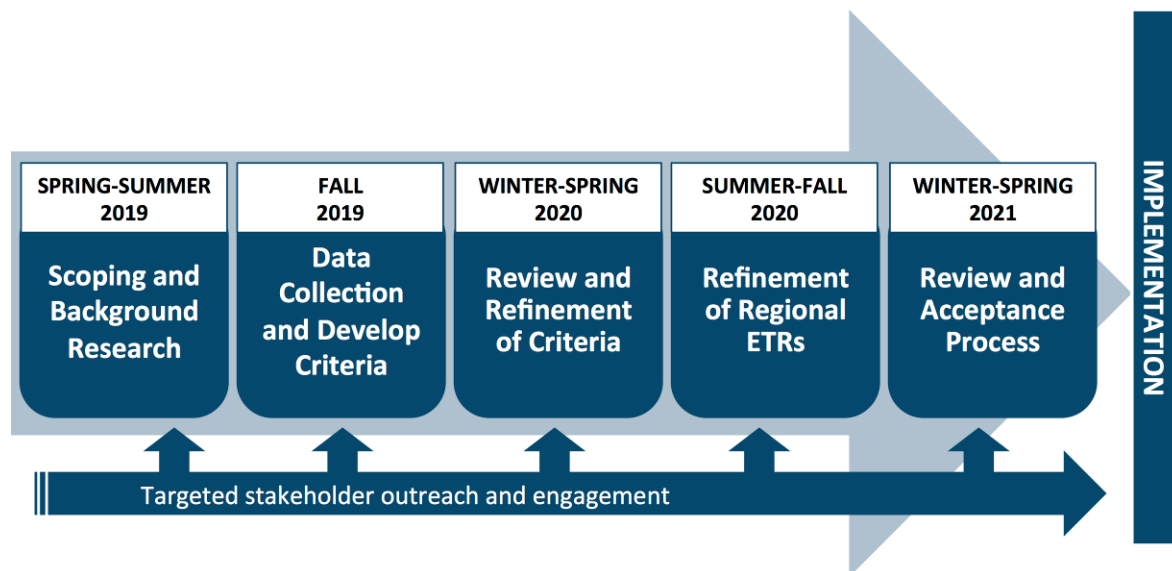 SPRING-SUMMER
2019
Scoping and
Background
Research
FALL
2019
Data
Collection
and Develop
Criteria
WINTER-SPRING
2020
Review and
Refinement
of Criteria
SUMMER-FALL
2020
Refinement
of Regional
ETRs
WINTER-SPRING
2021
Review and
Acceptance
Process
IMPLEMENTATION
Targeted stakeholder outreach and engagement